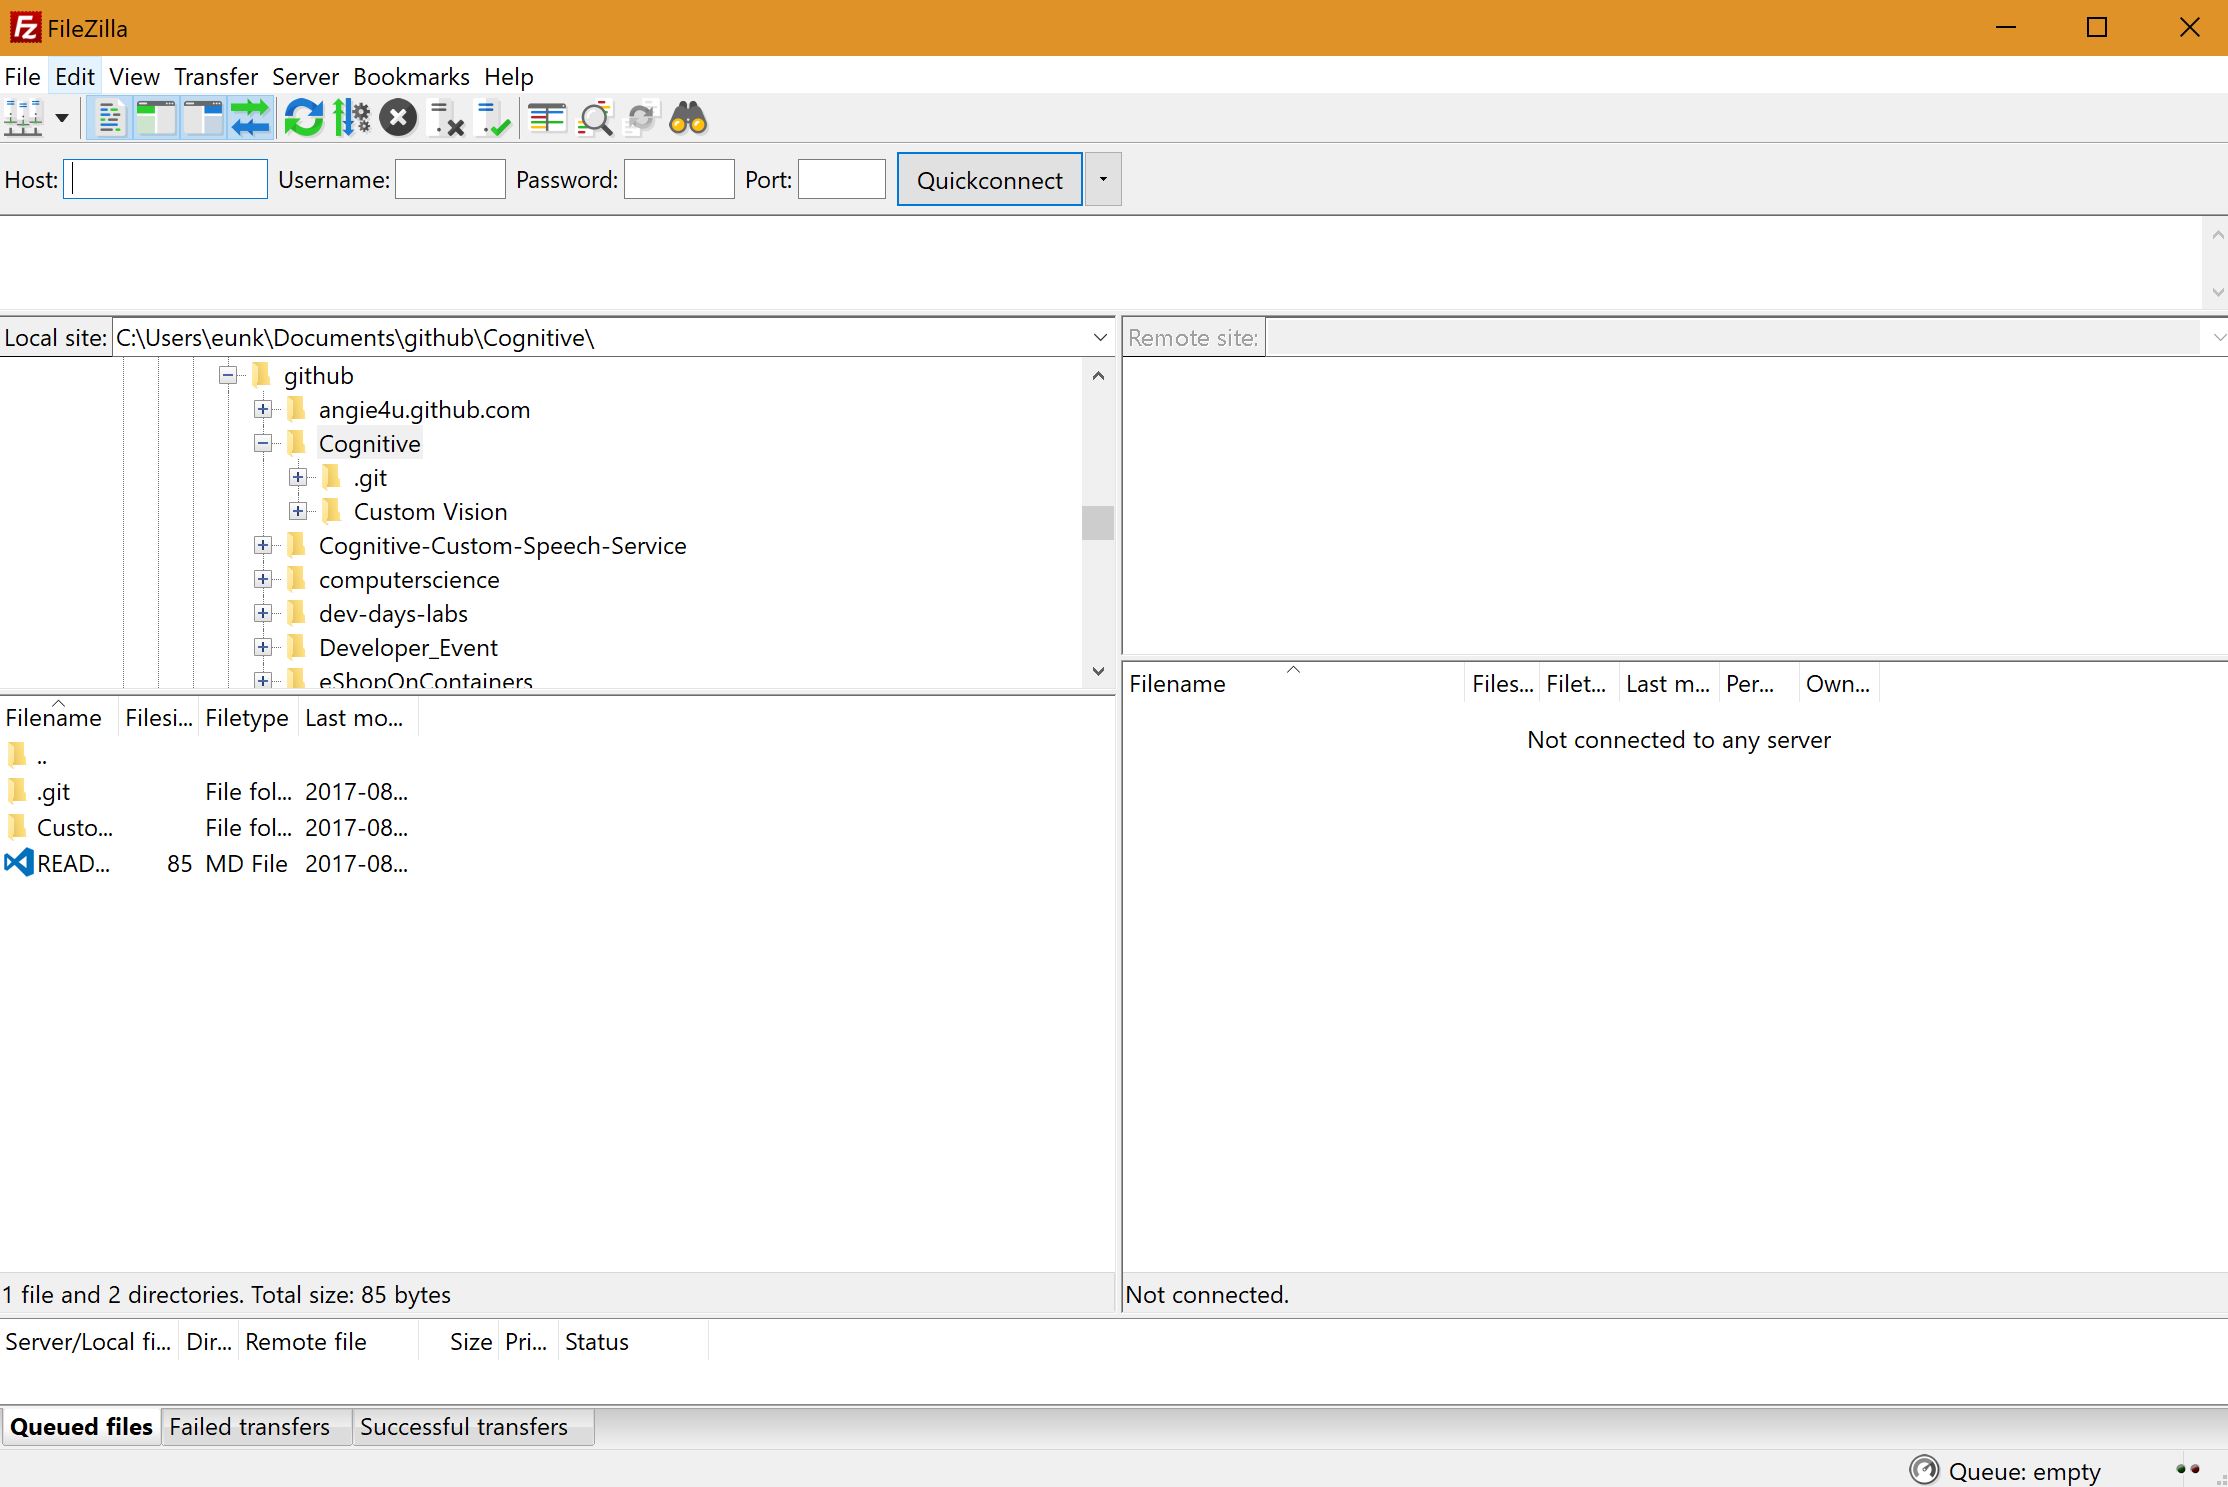 FileZilla
File Edit View Transfer Server Bookmarks Help
Host: Username: Password: Port: Quickconnect
Local site: C:\Users\eunk\Documents\github\Cognitive\
Remote site:
github
angie4u.github.com
Cognitive
.git
Custom Vision
Cognitive-Custom-Speech-Service
computerscience
dev-days-labs
Developer_Event
eShopOnContainers
Filename Filesi... Filetype Last mo...
..
.git File fol... 2017-08...
Custo... File fol... 2017-08...
READ... 85 MD File 2017-08...
1 file and 2 directories. Total size: 85 bytes
Filename Files... Filet... Last m... Per... Own...
Not connected to any server
Not connected.
Server/Local fi... Dir... Remote file Size Pri... Status
Queued files Failed transfers Successful transfers
Queue: empty